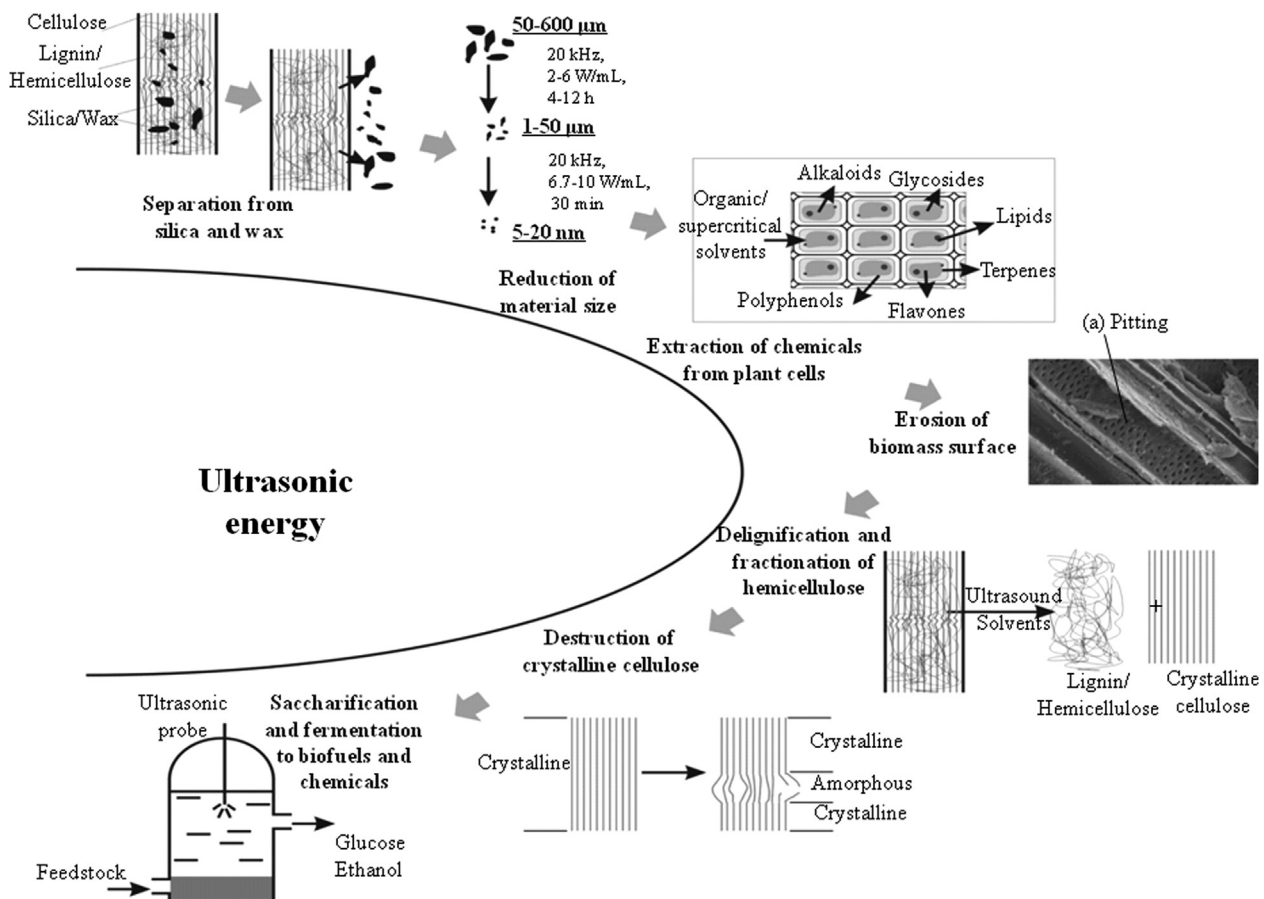 Cellulose
Lignin/
Hemicellulose
Silica/Wax
Separation from
silica and wax
50-600 μm
20 kHz,
2-6 W/mL,
4-12 h
1-50 μm
20 kHz,
6.7-10 W/mL,
30 min
5-20 nm
Reduction of
material size
Alkaloids
Glycosides
Organic/
supercritical
solvents
Lipids
Terpenes
Polyphenols
Flavones
Extraction of chemicals
from plant cells
(a) Pitting
Erosion of
biomass surface
Ultrasonic
energy
Delignification and
fractionation of
hemicellulose
Ultrasound
Solvents
+
Lignin/
Hemicellulose
Crystalline
cellulose
Destruction of
crystalline cellulose
Crystalline
Crystalline
Amorphous
Crystalline
Saccharification
and fermentation
to biofuels and
chemicals
Ultrasonic
probe
Glucose
Ethanol
Feedstock